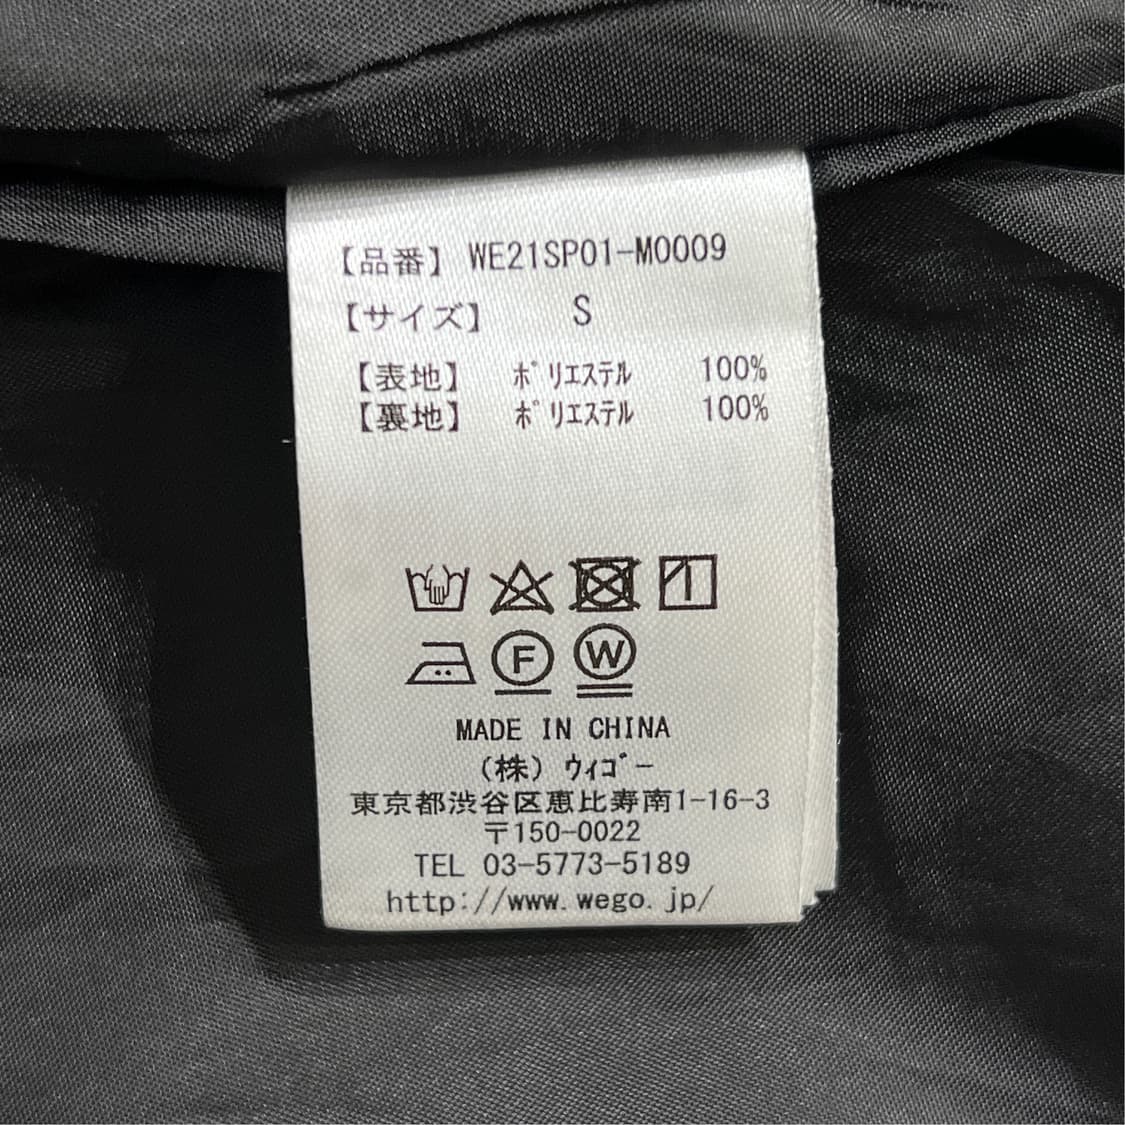 【品番】 WE21SP01-M0009
【サイズ】 S
【表地】 ポリエステル 100%
【裏地】 ポリエステル 100%
F W
MADE IN CHINA
(株) ウィゴー
東京都渋谷区恵比寿南1-16-3
〒150-0022
TEL 03-5773-5189
http://www.wego.jp/